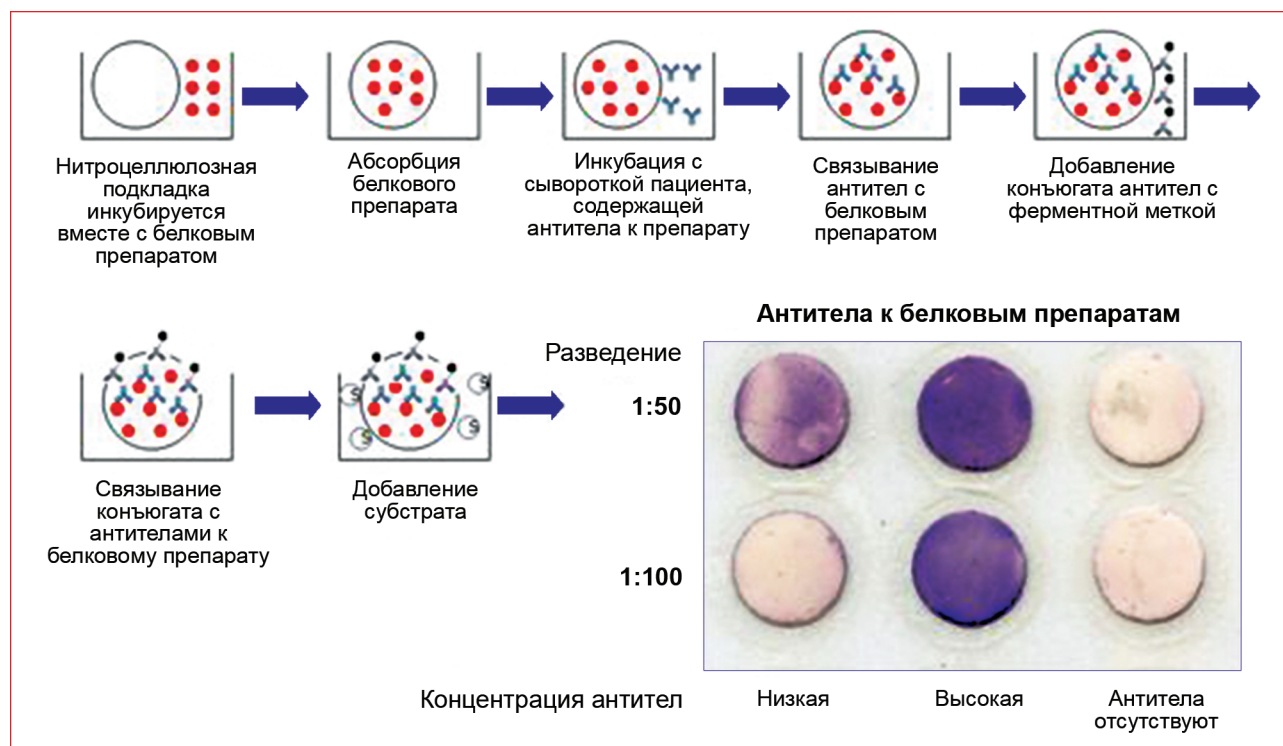 Нитроцеллюлозная
подкладка
инкубируется
вместе с белковым
препаратом
Абсорбция
белкового
препарата
Инкубация с
сывороткой пациента,
содержащей
антитела к препарату
Связывание
антител с
белковым
препаратом
Добавление
конъюгата антител с
ферментной меткой
Связывание
конъюгата с
антителами к
белковому препарату
S
S
S
S
Добавление
субстрата
Антитела к белковым препаратам
Разведение
1:50
1:100
Концентрация антител
Низкая
Высокая
Антитела
отсутствуют